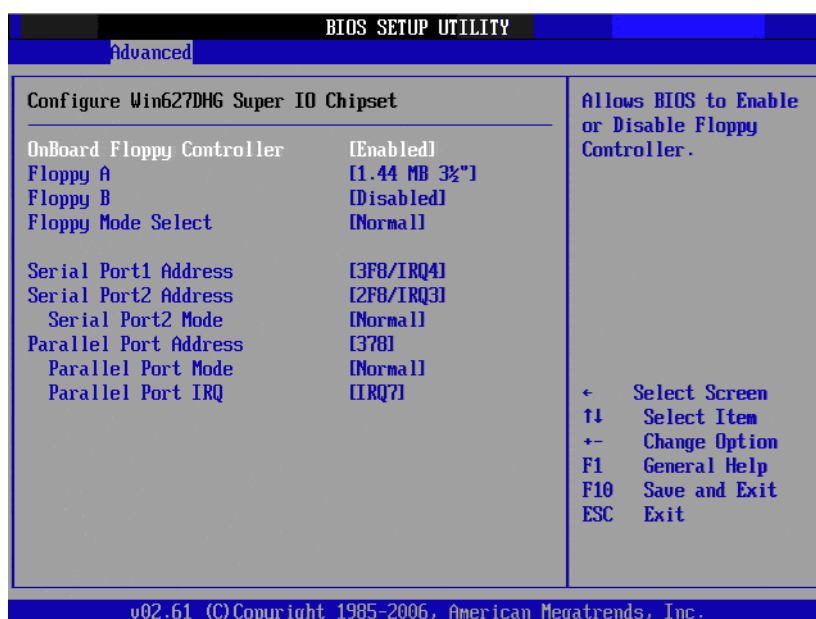 BIOS SETUP UTILITY
Advanced
Configure Win627DHG Super IO Chipset
OnBoard Floppy Controller [Enabled]
Floppy A [1.44 MB 3½"]
Floppy B [Disabled]
Floppy Mode Select [Normal]
Serial Port1 Address [3F8/IRQ4]
Serial Port2 Address [2F8/IRQ3]
Serial Port2 Mode [Normal]
Parallel Port Address [378]
Parallel Port Mode [Normal]
Parallel Port IRQ [IRQ7]
Allows BIOS to Enable
or Disable Floppy
Controller.
← Select Screen
↑↓ Select Item
+- Change Option
F1 General Help
F10 Save and Exit
ESC Exit
v02.61 (C)Copyright 1985-2006, American Megatrends, Inc.